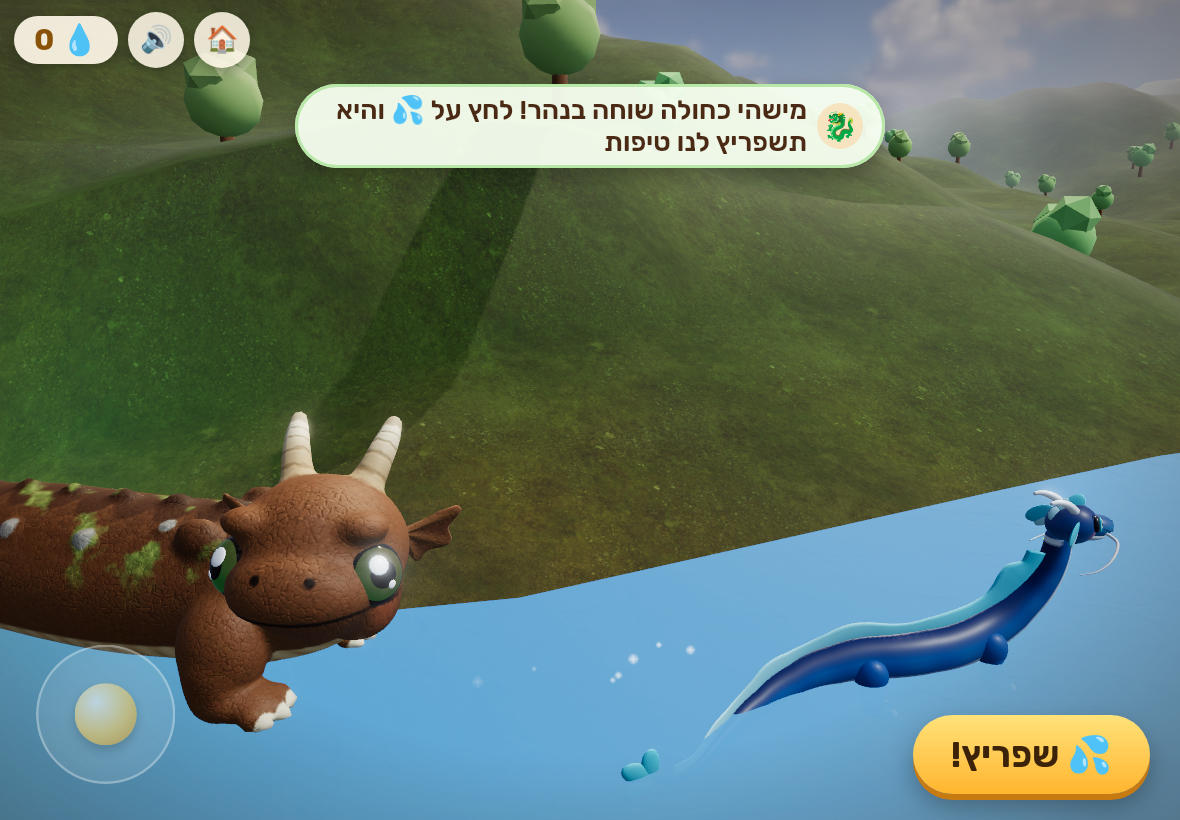 0
מישהי כחולה שוחה בנהר! לחץ על 💦 והיא
תשפריץ לנו טיפות
שפריץ!